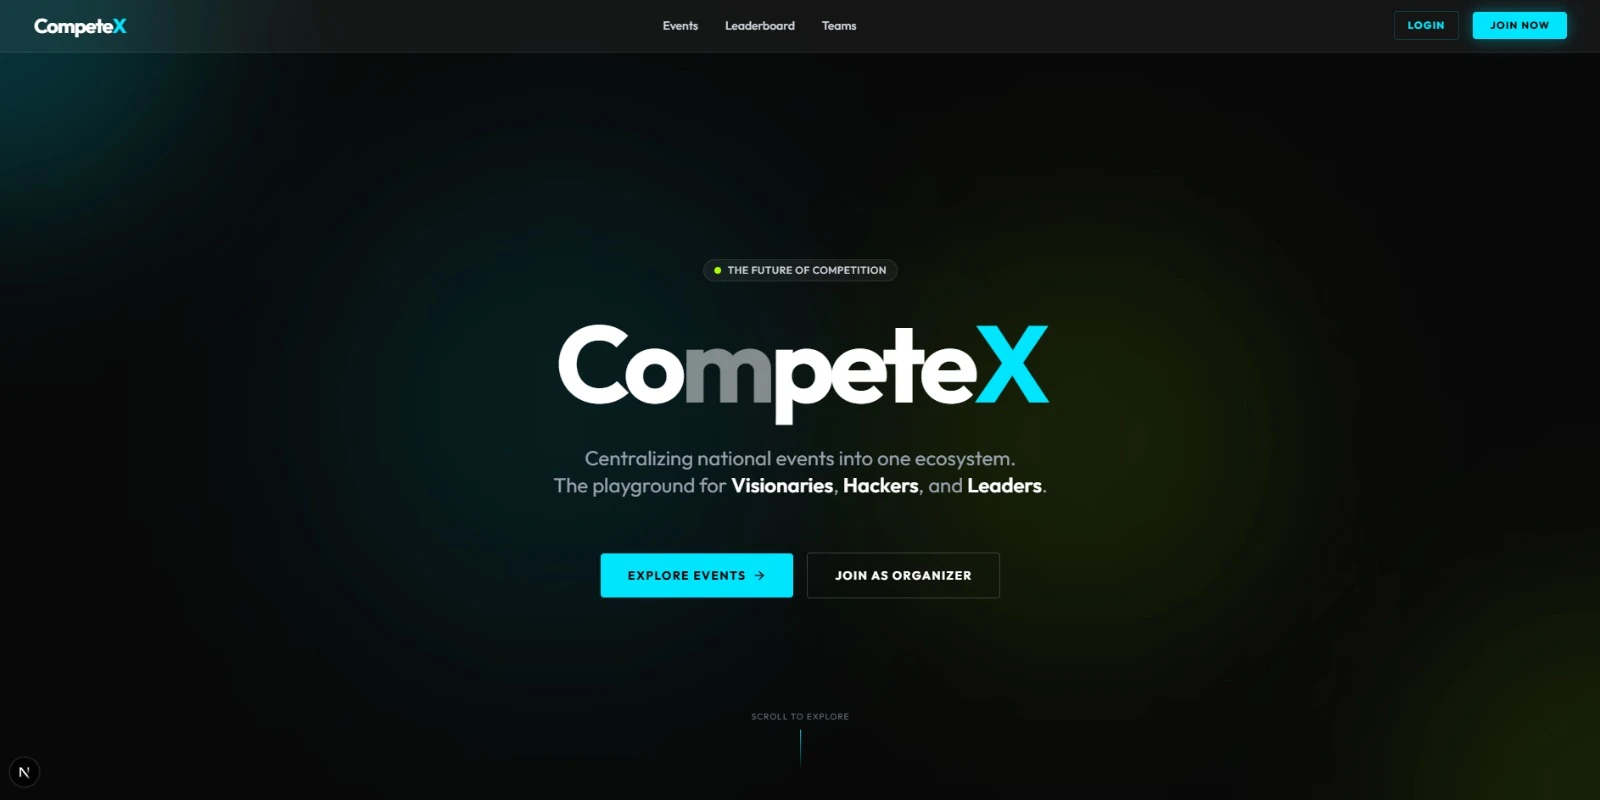 CompeteX
Events
Leaderboard
Teams
LOGIN
JOIN NOW
THE FUTURE OF COMPETITION
CompeteX
Centralizing national events into one ecosystem.
The playground for Visionaries, Hackers, and Leaders.
EXPLORE EVENTS →
JOIN AS ORGANIZER
SCROLL TO EXPLORE
N